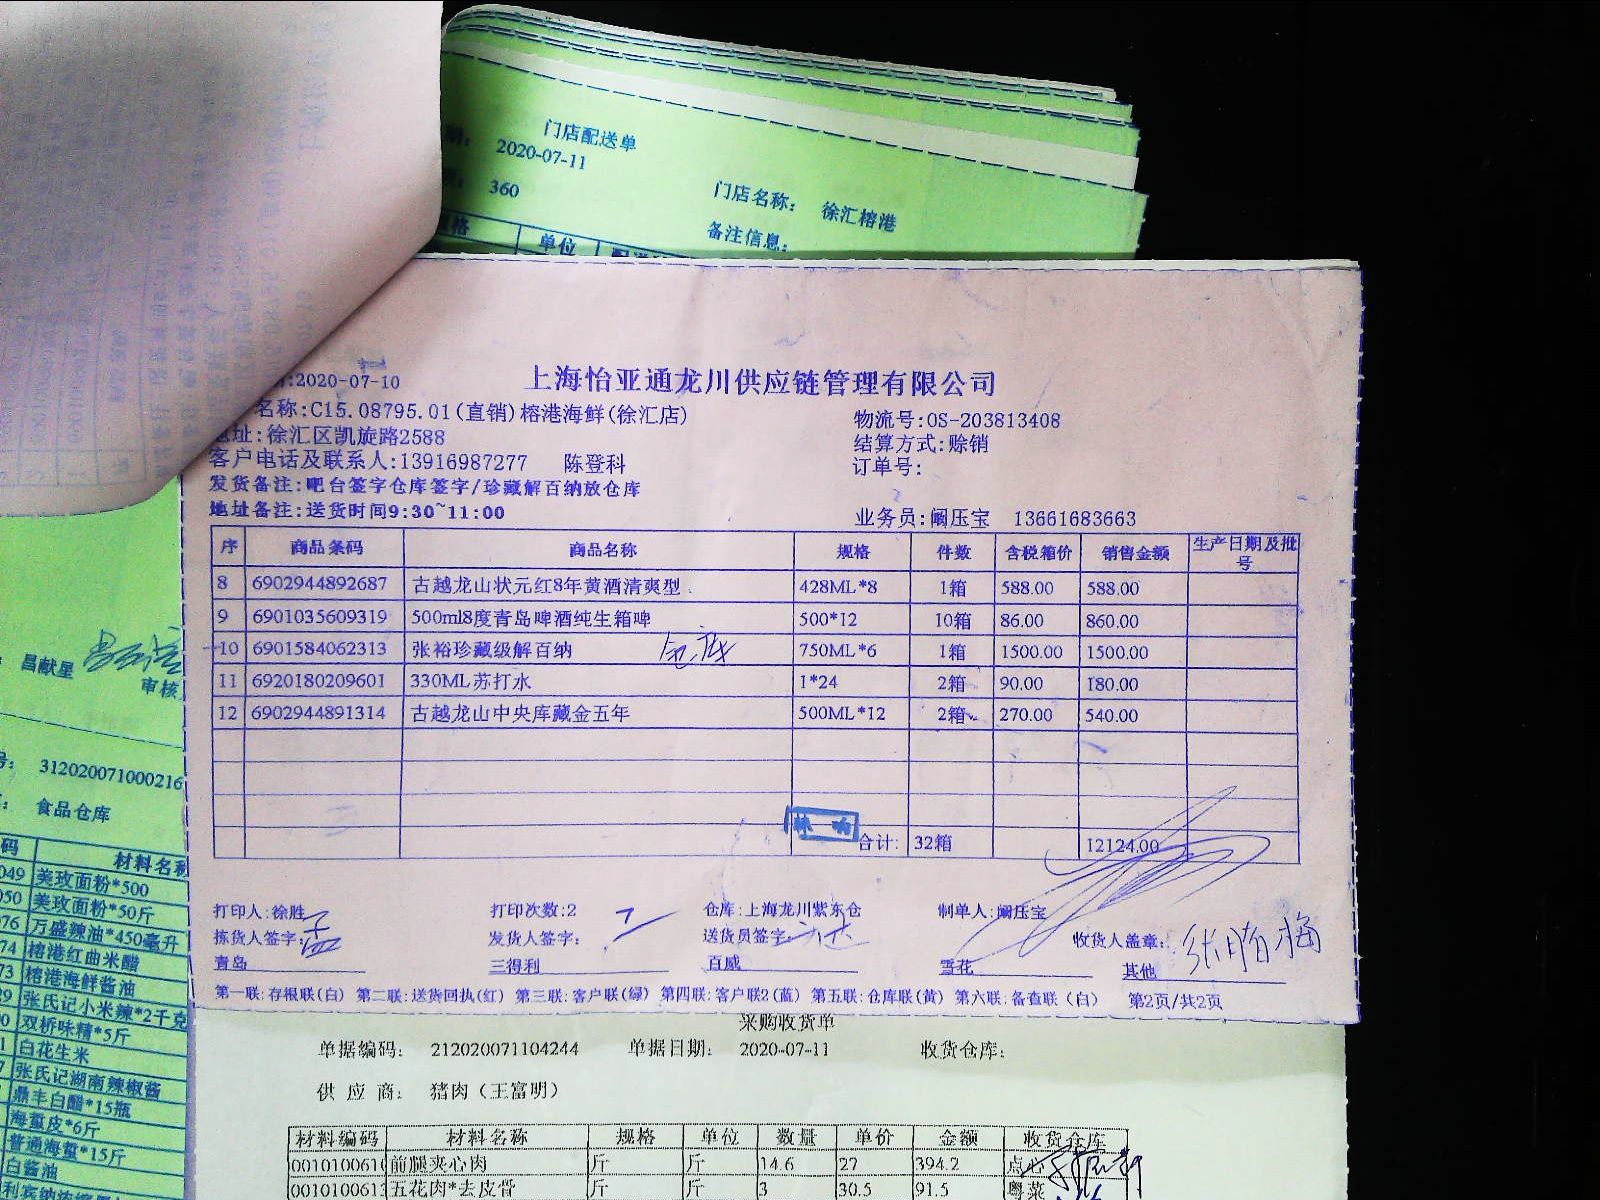 门店配送单
2020-07-11
360
门店名称: 徐汇榕港
备注信息:
单位
上海怡亚通龙川供应链管理有限公司
:2020-07-10
名称:C15.08795.01(直销)榕港海鲜(徐汇店)
物流号:OS-203813408
地址:徐汇区凯旋路2588
结算方式:赊销
客户电话及联系人:13916987277 陈登科
订单号:
发货备注:吧台签字仓库签字/珍藏解百纳放仓库
地址备注:送货时间9:30~11:00
业务员:阚压宝 13661683663
序 商品条码 商品名称 规格 件数 含税箱价 销售金额 生产日期及批号
8 6902944892687 古越龙山状元红8年黄酒清爽型 428ML*8 1箱 588.00 588.00
9 6901035609319 500ml8度青岛啤酒纯生箱啤 500*12 10箱 86.00 860.00
10 6901584062313 张裕珍藏级解百纳 750ML*6 1箱 1500.00 1500.00
11 6920180209601 330ML苏打水 1*24 2箱 90.00 180.00
12 6902944891314 古越龙山中央库藏金五年 500ML*12 2箱 270.00 540.00
合计: 32箱 12124.00
打印人:徐胜 打印次数:2 仓库:上海龙川紫东仓 制单人:阚压宝
拣货人签字: 发货人签字: 送货员签字: 收货人盖章:
青岛 三得利 百威 雪花 其他
第一联:存根联(白) 第二联:送货回执(红) 第三联:客户联(绿) 第四联:客户联2(蓝) 第五联:仓库联(黄) 第六联:备查联(白) 第2页/共2页
昌献星
审核
312020071000216
食品仓库
码 材料名称
049 美玫面粉*500
050 美玫面粉*50斤
076 万盛辣油*450毫升
74 榕港红曲米醋
73 榕港海鲜酱油
29 张氏记小米辣*2千克
双桥味精*5斤
白花生米
张氏记湖南辣椒酱
鼎丰白醋*15瓶
海蜇皮*6斤
普通海蜇*15斤
白酱油
采购收货单
单据编码: 212020071104244 单据日期: 2020-07-11 收货仓库:
供应商: 猪肉(王富明)
材料编码 材料名称 规格 单位 数量 单价 金额 收货仓库
001010061 前腿夹心肉 斤 斤 14.6 27 394.2 点心
001010061 五花肉*去皮骨 斤 斤 3 30.5 91.5 粤菜